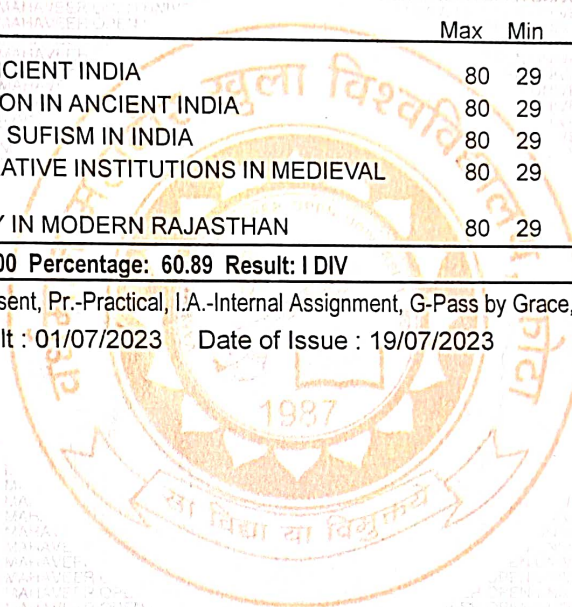 Max Min
CIENT INDIA 80 29
ON IN ANCIENT INDIA 80 29
SUFISM IN INDIA 80 29
ATIVE INSTITUTIONS IN MEDIEVAL 80 29
Y IN MODERN RAJASTHAN 80 29
00 Percentage: 60.89 Result: I DIV
sent, Pr.-Practical, I.A.-Internal Assignment, G-Pass by Grace,
lt : 01/07/2023 Date of Issue : 19/07/2023
खुला
1987
सा विद्या या विमुक्तये